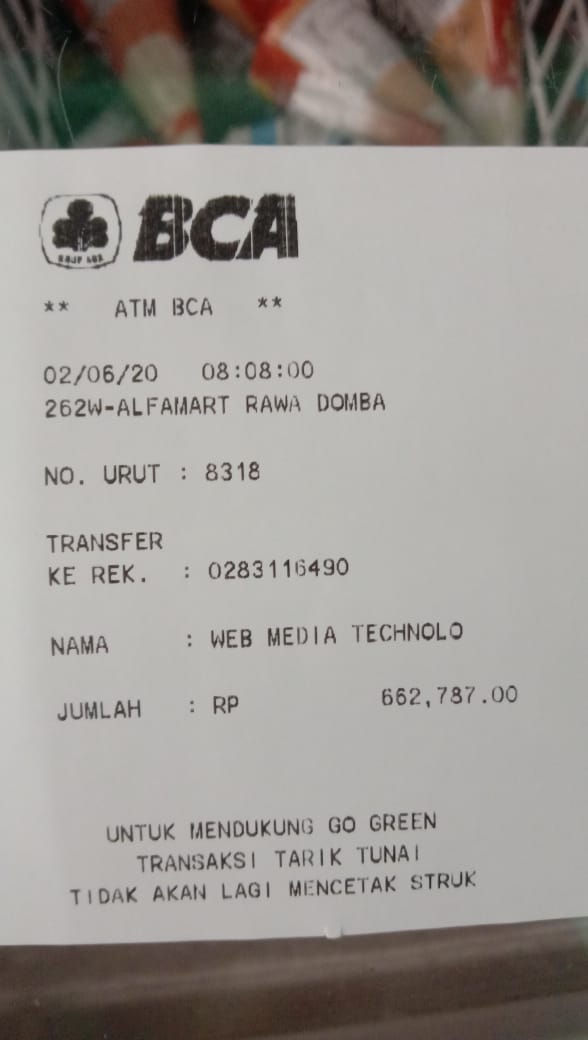 BCA
** ATM BCA **
02/06/20 08:08:00
262W-ALFAMART RAWA DOMBA
NO. URUT : 8318
TRANSFER
KE REK. : 0283116490
NAMA : WEB MEDIA TECHNOLO
JUMLAH : RP 662,787.00
UNTUK MENDUKUNG GO GREEN
TRANSAKSI TARIK TUNAI
TIDAK AKAN LAGI MENCETAK STRUK